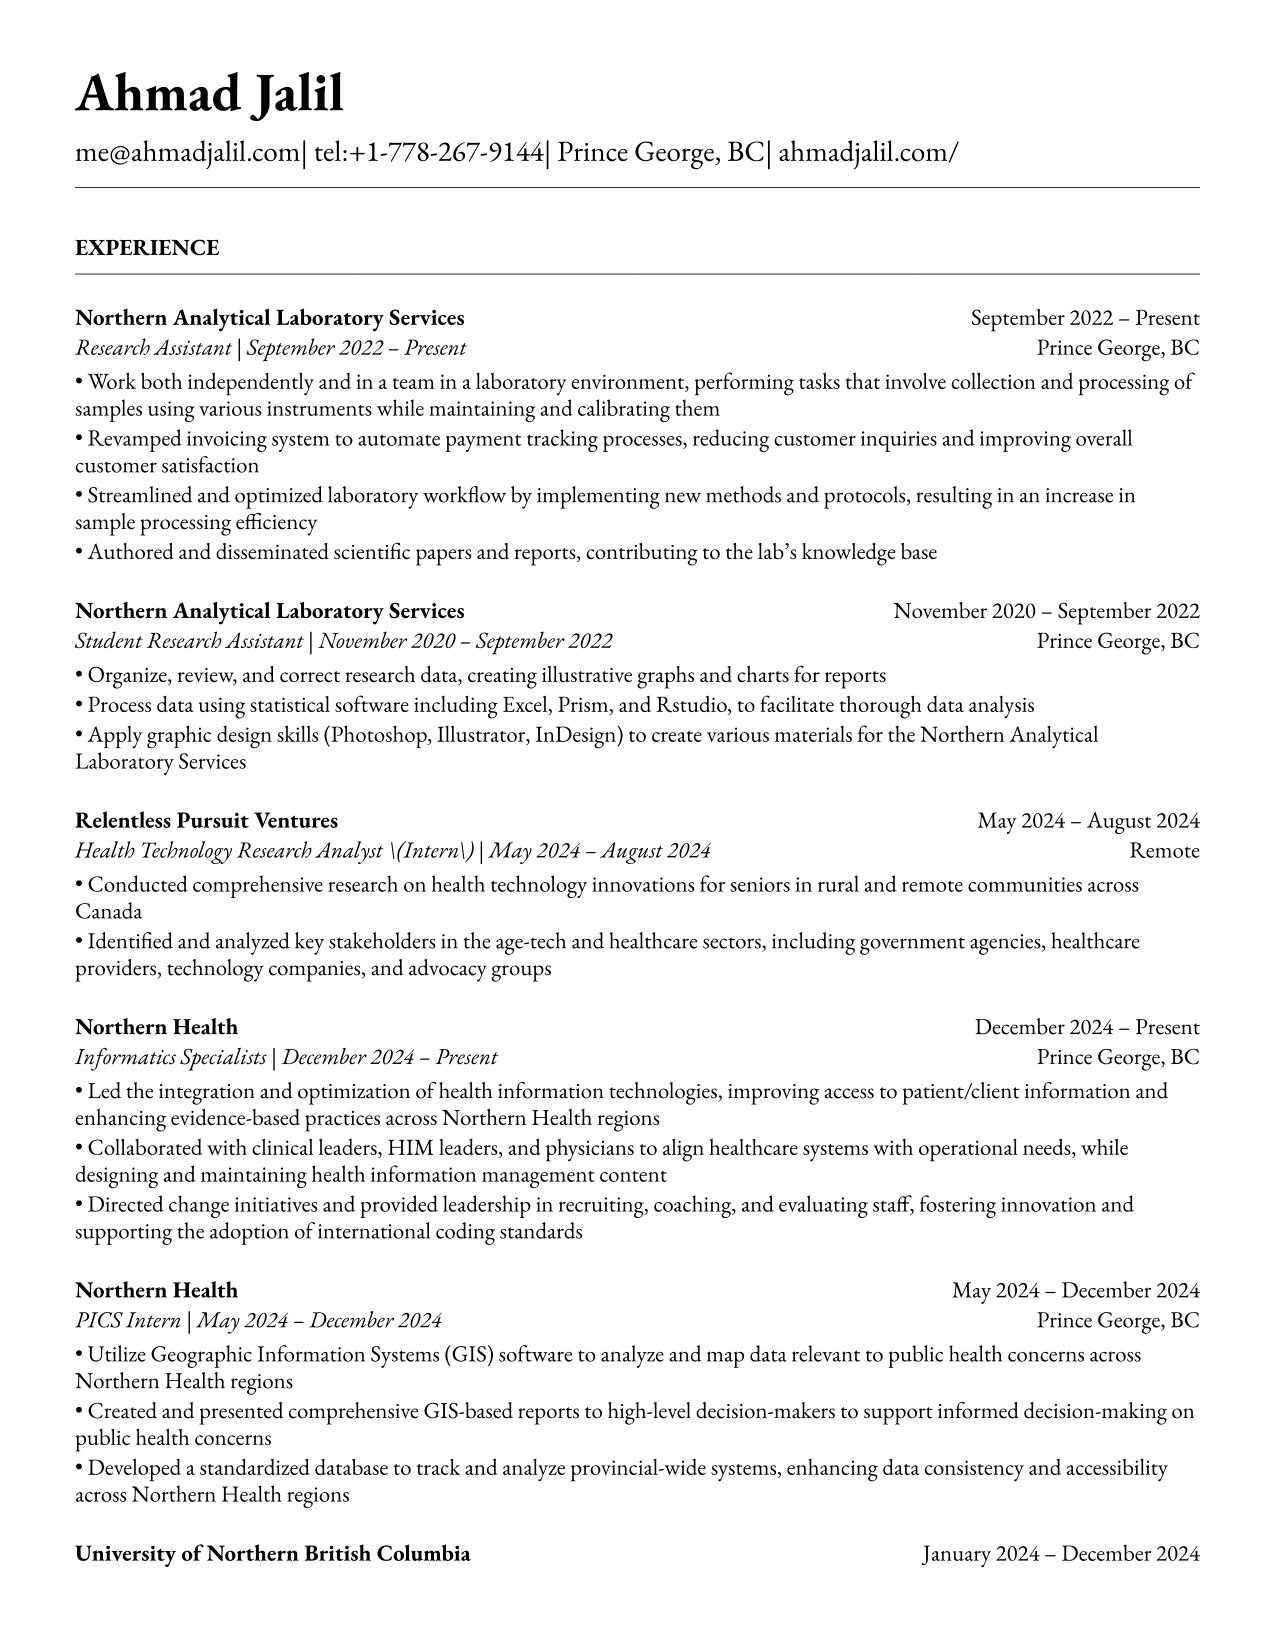 Ahmad Jalil
me@ahmadjalil.com| tel:+1-778-267-9144| Prince George, BC| ahmadjalil.com/
EXPERIENCE
Northern Analytical Laboratory Services September 2022 – Present
Research Assistant | September 2022 – Present Prince George, BC
• Work both independently and in a team in a laboratory environment, performing tasks that involve collection and processing of
samples using various instruments while maintaining and calibrating them
• Revamped invoicing system to automate payment tracking processes, reducing customer inquiries and improving overall
customer satisfaction
• Streamlined and optimized laboratory workflow by implementing new methods and protocols, resulting in an increase in
sample processing efficiency
• Authored and disseminated scientific papers and reports, contributing to the lab’s knowledge base
Northern Analytical Laboratory Services November 2020 – September 2022
Student Research Assistant | November 2020 – September 2022 Prince George, BC
• Organize, review, and correct research data, creating illustrative graphs and charts for reports
• Process data using statistical software including Excel, Prism, and Rstudio, to facilitate thorough data analysis
• Apply graphic design skills (Photoshop, Illustrator, InDesign) to create various materials for the Northern Analytical
Laboratory Services
Relentless Pursuit Ventures May 2024 – August 2024
Health Technology Research Analyst \(Intern\) | May 2024 – August 2024 Remote
• Conducted comprehensive research on health technology innovations for seniors in rural and remote communities across
Canada
• Identified and analyzed key stakeholders in the age-tech and healthcare sectors, including government agencies, healthcare
providers, technology companies, and advocacy groups
Northern Health December 2024 – Present
Informatics Specialists | December 2024 – Present Prince George, BC
• Led the integration and optimization of health information technologies, improving access to patient/client information and
enhancing evidence-based practices across Northern Health regions
• Collaborated with clinical leaders, HIM leaders, and physicians to align healthcare systems with operational needs, while
designing and maintaining health information management content
• Directed change initiatives and provided leadership in recruiting, coaching, and evaluating staff, fostering innovation and
supporting the adoption of international coding standards
Northern Health May 2024 – December 2024
PICS Intern | May 2024 – December 2024 Prince George, BC
• Utilize Geographic Information Systems (GIS) software to analyze and map data relevant to public health concerns across
Northern Health regions
• Created and presented comprehensive GIS-based reports to high-level decision-makers to support informed decision-making on
public health concerns
• Developed a standardized database to track and analyze provincial-wide systems, enhancing data consistency and accessibility
across Northern Health regions
University of Northern British Columbia January 2024 – December 2024